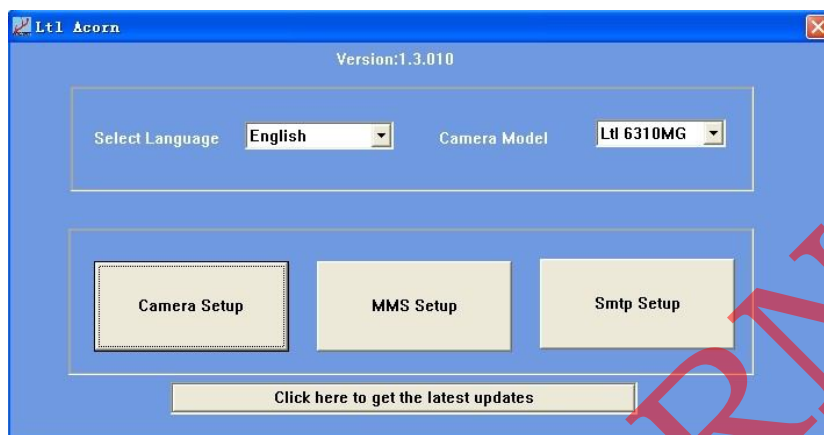 Ltl Acorn
Version:1.3.010
Select Language English Camera Model Ltl 6310MG
Camera Setup MMS Setup Smtp Setup
Click here to get the latest updates
RN